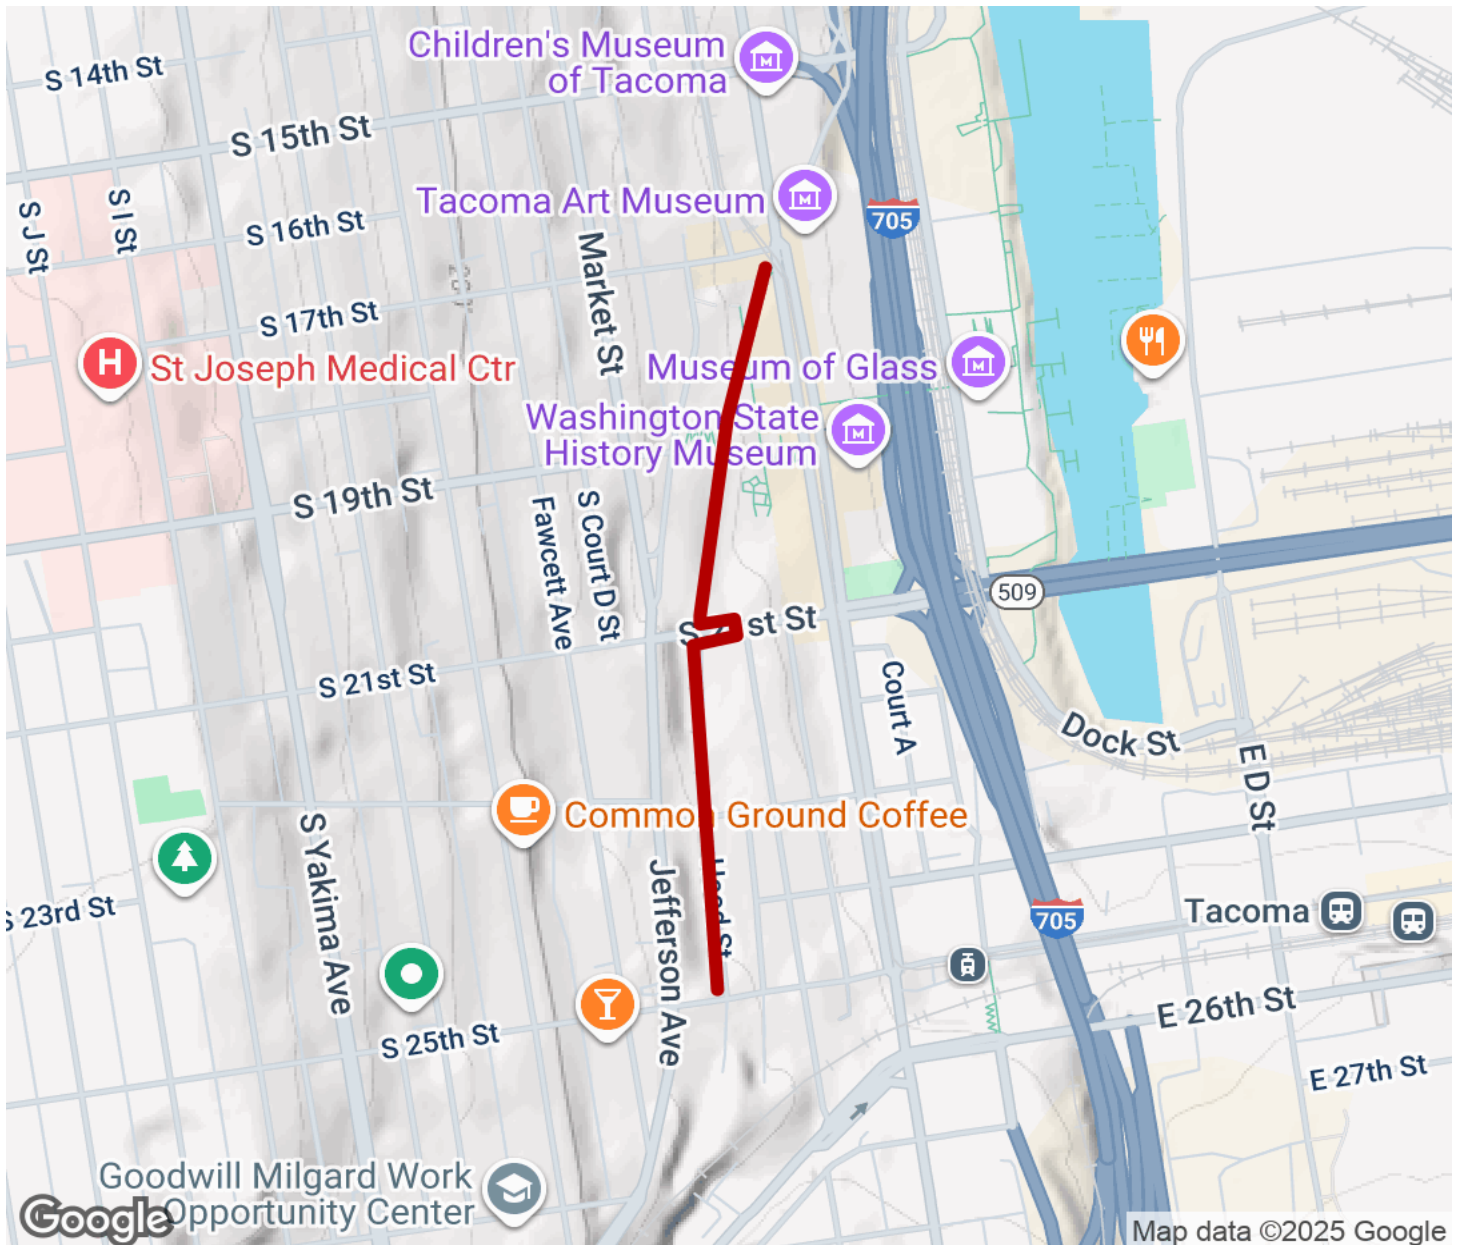 Children's Museum
of Tacoma
S 14th St
S 15th St
Tacoma Art Museum
S J St
S I St
S 16th St
705
Market St
S 17th St
St Joseph Medical Ctr
Museum of Glass
Washington State
History Museum
S 19th St
Fawcett Ave
S Court D St
509
st St
S 21st St
Court A
Dock St
E D St
Common Ground Coffee
S Yakima Ave
Jefferson Ave
S 23rd St
705
Tacoma
E 26th St
S 25th St
E 27th St
Goodwill Milgard Work
Opportunity Center
Google
Map data ©2025 Google